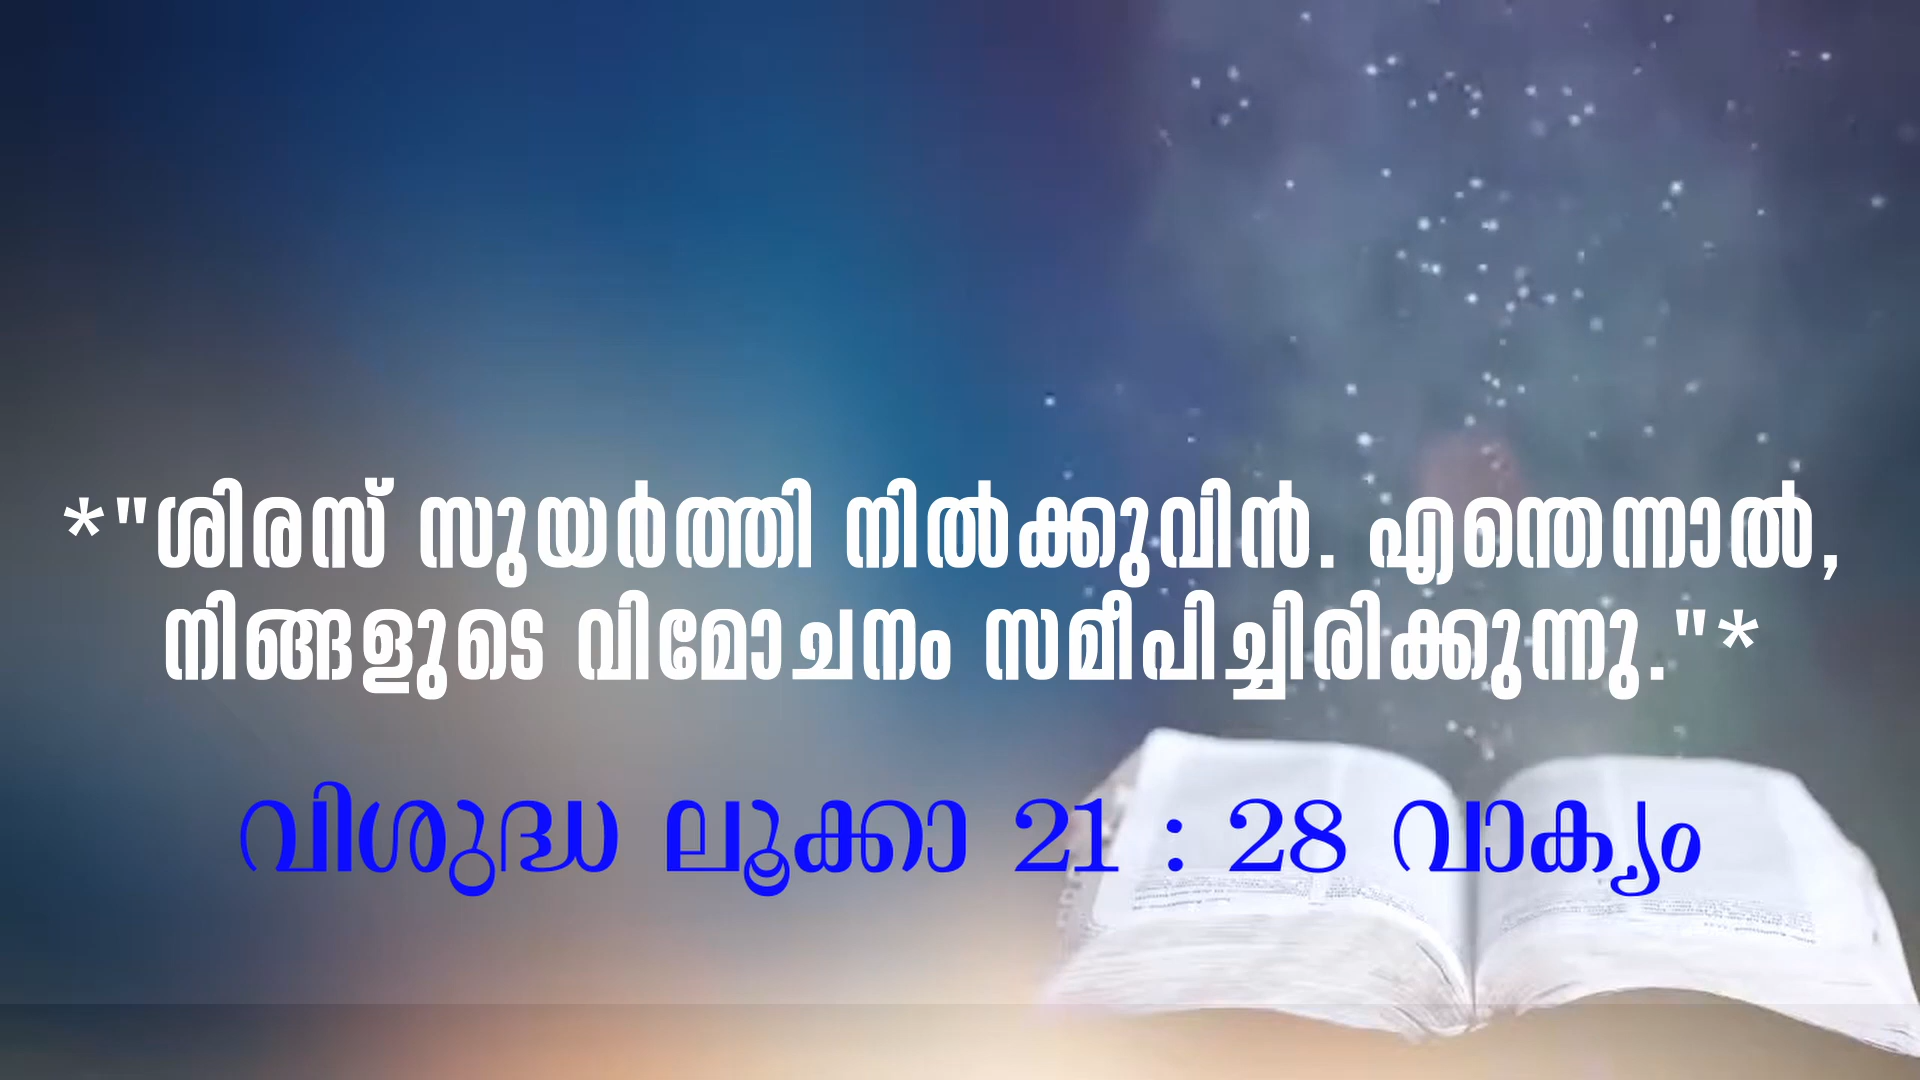 *"ശിരസ് സുയർത്തി നിൽക്കുവിൻ. എന്തെന്നാൽ,
നിങ്ങളുടെ വിമോചനം സമീപിച്ചിരിക്കുന്നു."*
വിശുദ്ധ ലൂക്കാ 21 : 28 വാക്യം